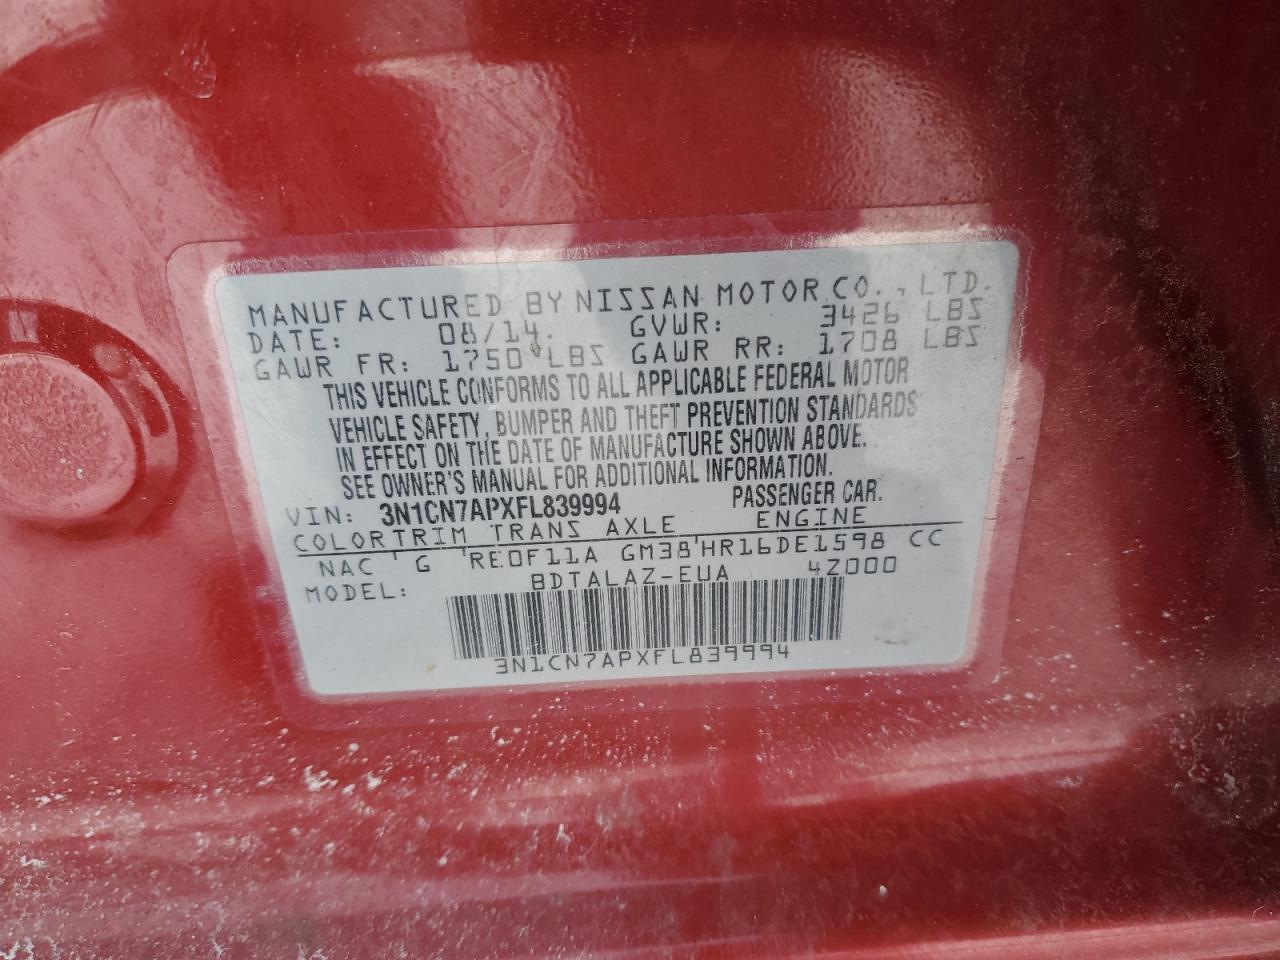 MANUFACTURED BY NISSAN MOTOR CO., LTD.
DATE: 08/14. GVWR: 3426 LBS
GAWR FR: 1750 LBS GAWR RR: 1708 LBS
THIS VEHICLE CONFORMS TO ALL APPLICABLE FEDERAL MOTOR
VEHICLE SAFETY, BUMPER AND THEFT PREVENTION STANDARDS
IN EFFECT ON THE DATE OF MANUFACTURE SHOWN ABOVE.
SEE OWNER'S MANUAL FOR ADDITIONAL INFORMATION.
VIN: 3N1CN7APXFL839994 PASSENGER CAR.
COLOR TRIM TRANS AXLE ENGINE
NAC G RE0F11A GM38 HR16DE1598 CC
MODEL: BDTALAZ-EUA 4Z000
3N1CN7APXFL839994